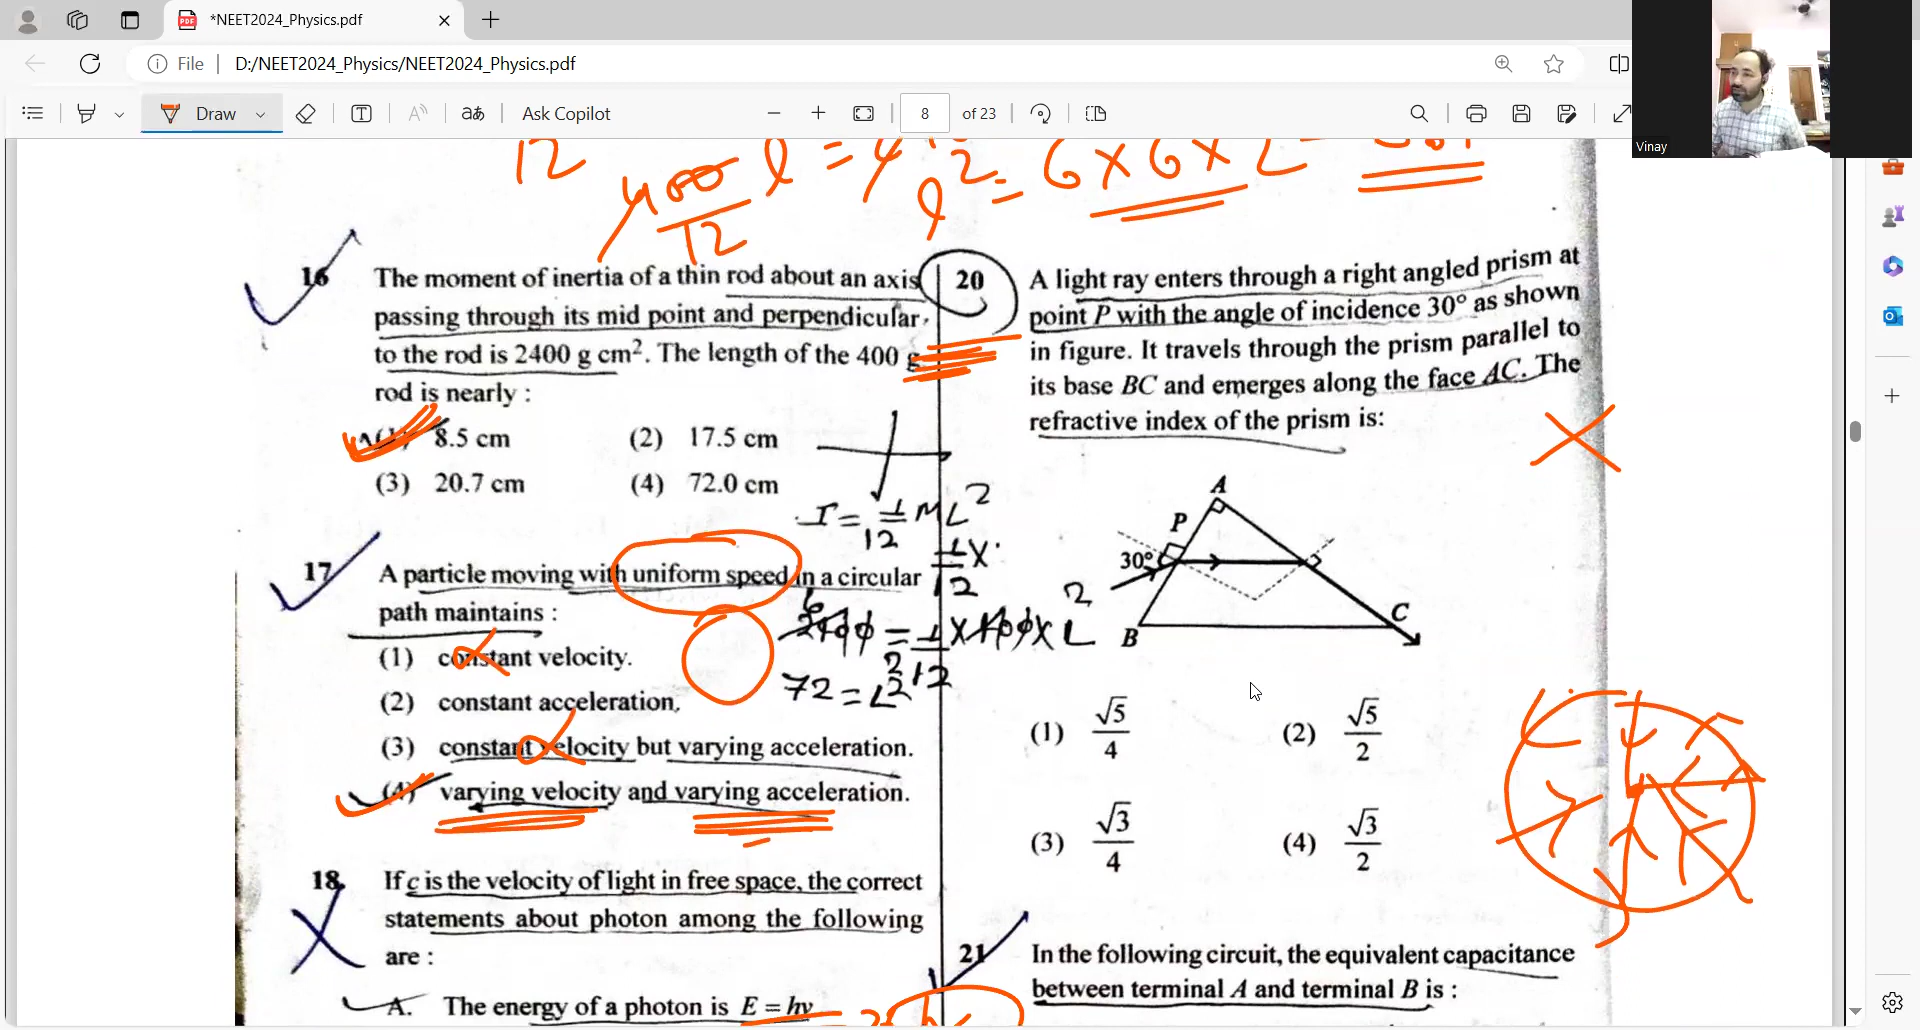 *NEET2024_Physics.pdf
File | D:/NEET2024_Physics/NEET2024_Physics.pdf
Draw
Ask Copilot
8 of 23
Vinay
12 400/12 l = l² = 6 × 6 × 2
16 The moment of inertia of a thin rod about an axis
passing through its mid point and perpendicular
to the rod is 2400 g cm². The length of the 400 g
rod is nearly :
8.5 cm (2) 17.5 cm
(3) 20.7 cm (4) 72.0 cm
I = 1/12 ML²
1/12 ×
72 = L²
17 A particle moving with uniform speed in a circular
path maintains :
(1) constant velocity.
(2) constant acceleration.
(3) constant velocity but varying acceleration.
(4) varying velocity and varying acceleration.
18 If c is the velocity of light in free space, the correct
statements about photon among the following
are :
A. The energy of a photon is E = hν
20 A light ray enters through a right angled prism at
point P with the angle of incidence 30° as shown
in figure. It travels through the prism parallel to
its base BC and emerges along the face AC. The
refractive index of the prism is:
A
P
30°
B
C
(1) √5/4 (2) √5/2
(3) √3/4 (4) √3/2
21 In the following circuit, the equivalent capacitance
between terminal A and terminal B is :